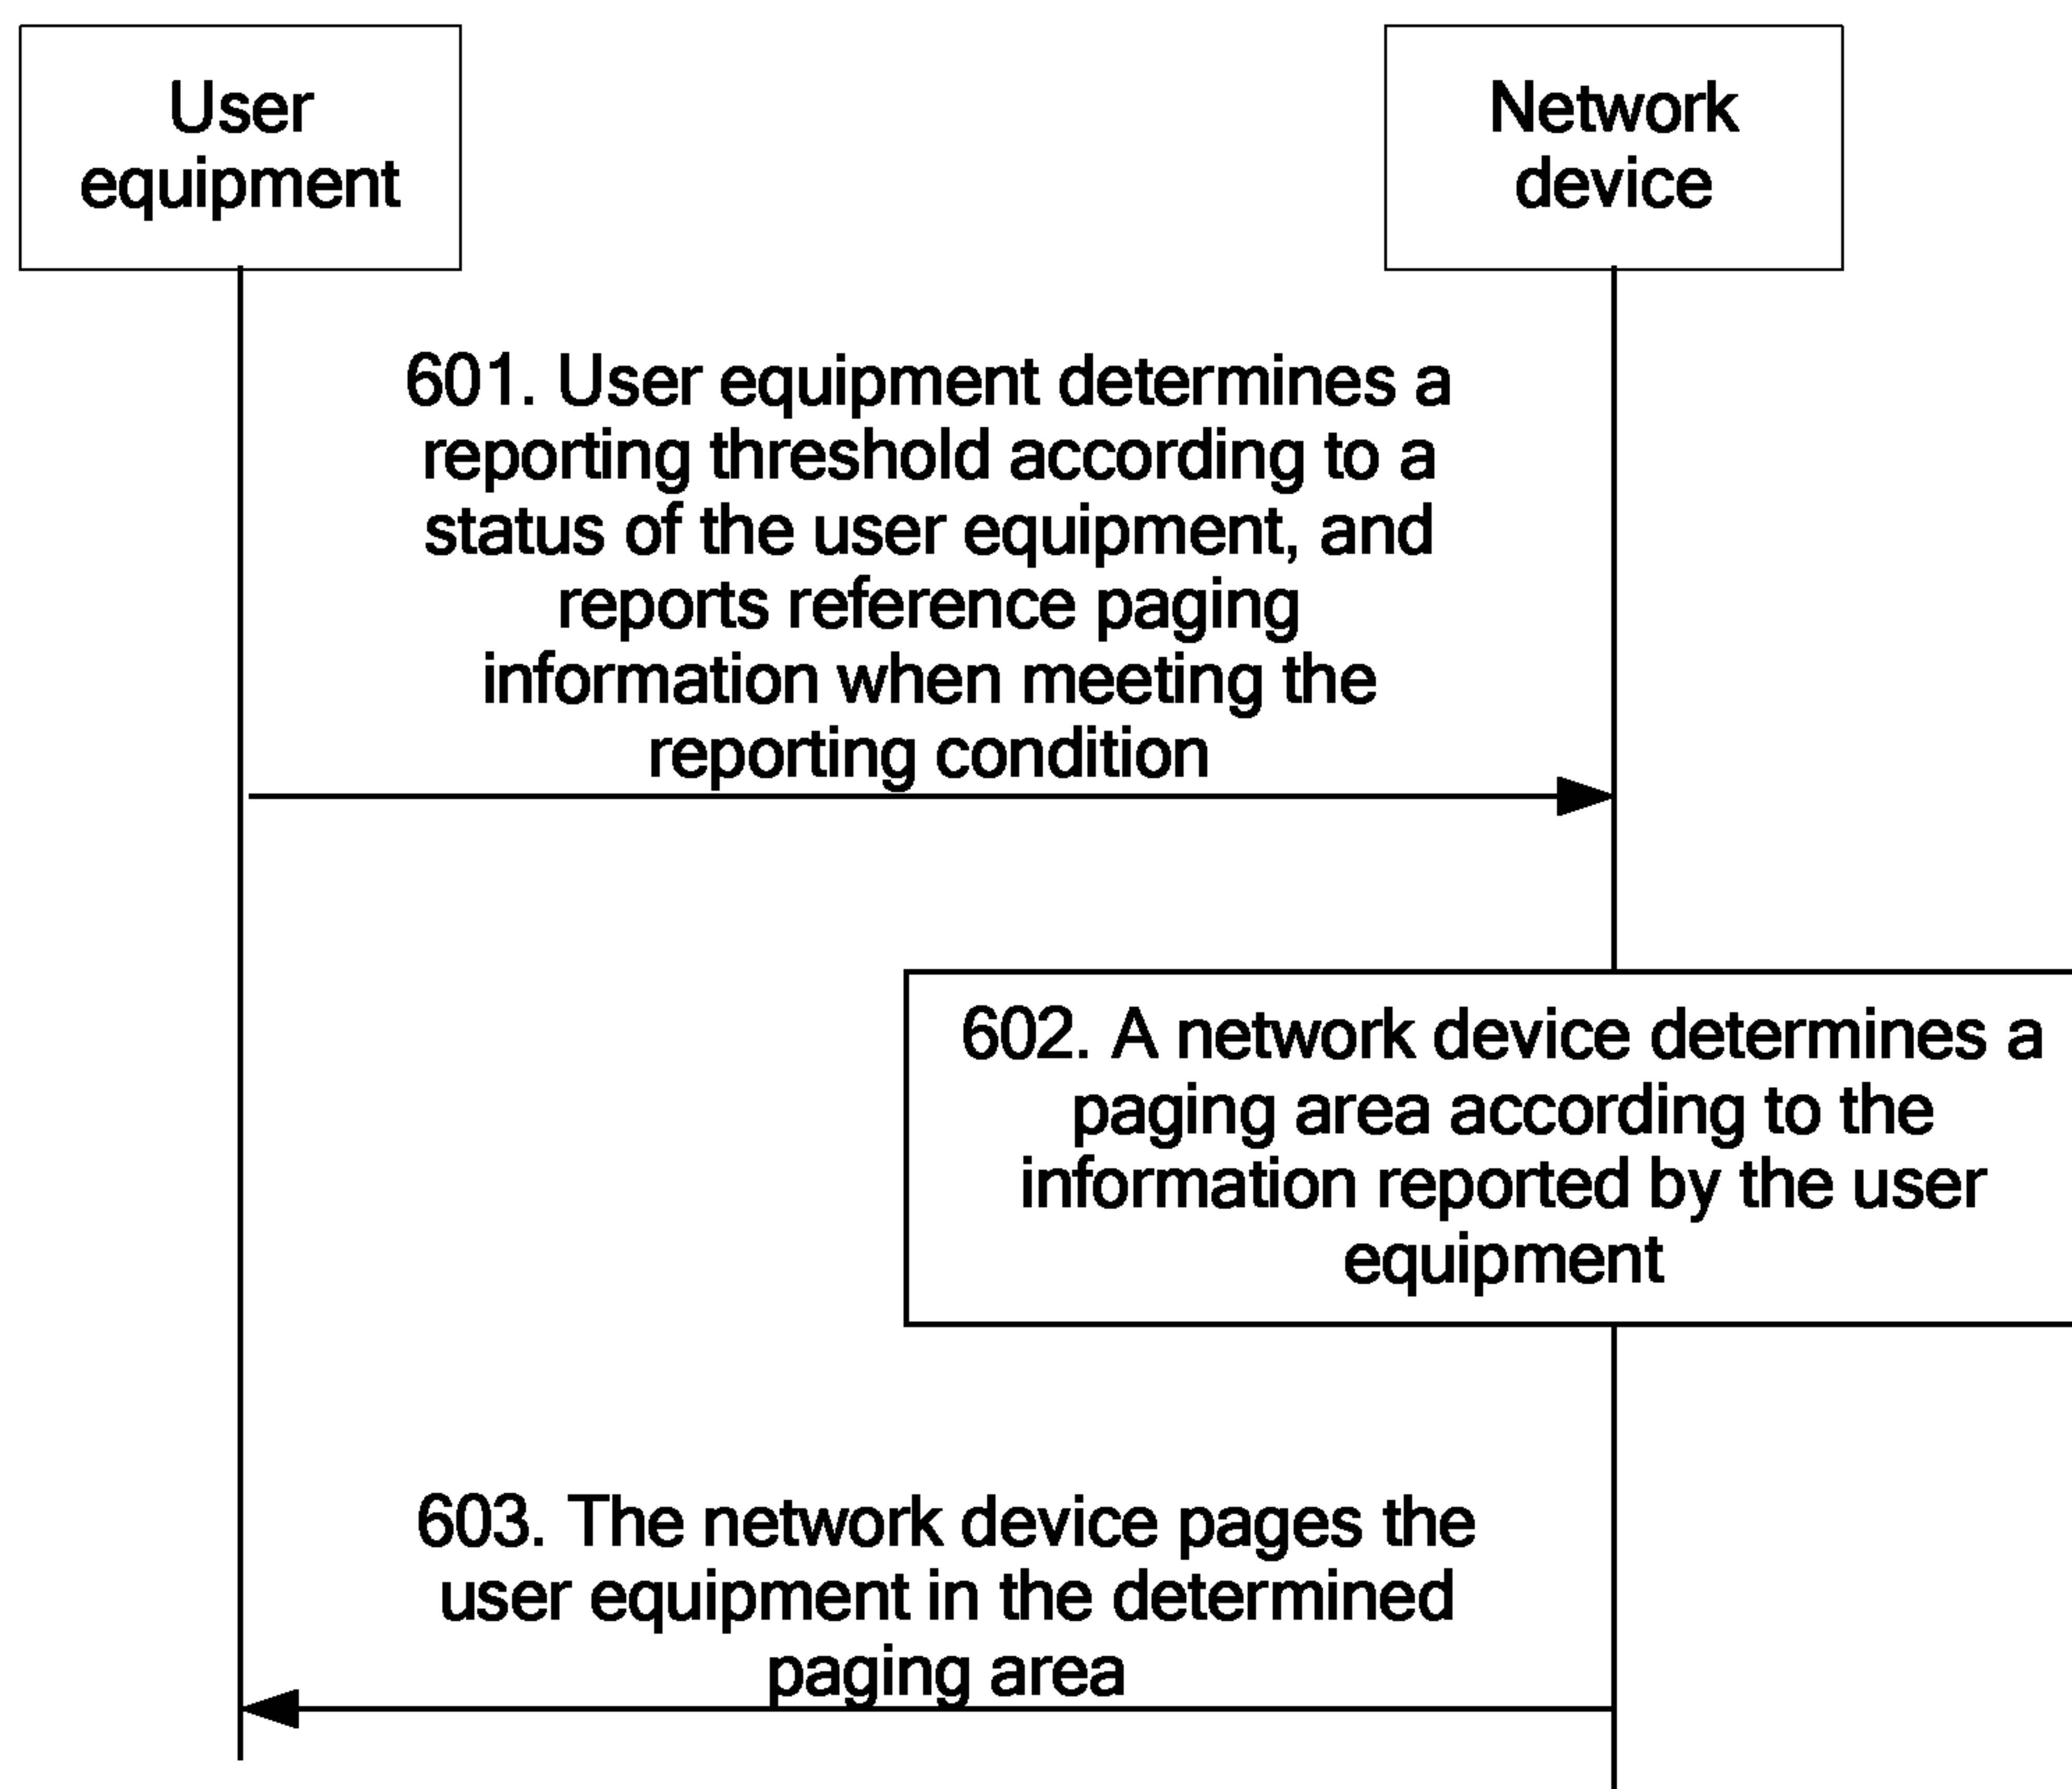 User
equipment
Network
device
601. User equipment determines a
reporting threshold according to a
status of the user equipment, and
reports reference paging
information when meeting the
reporting condition
602. A network device determines a
paging area according to the
information reported by the user
equipment
603. The network device pages the
user equipment in the determined
paging area